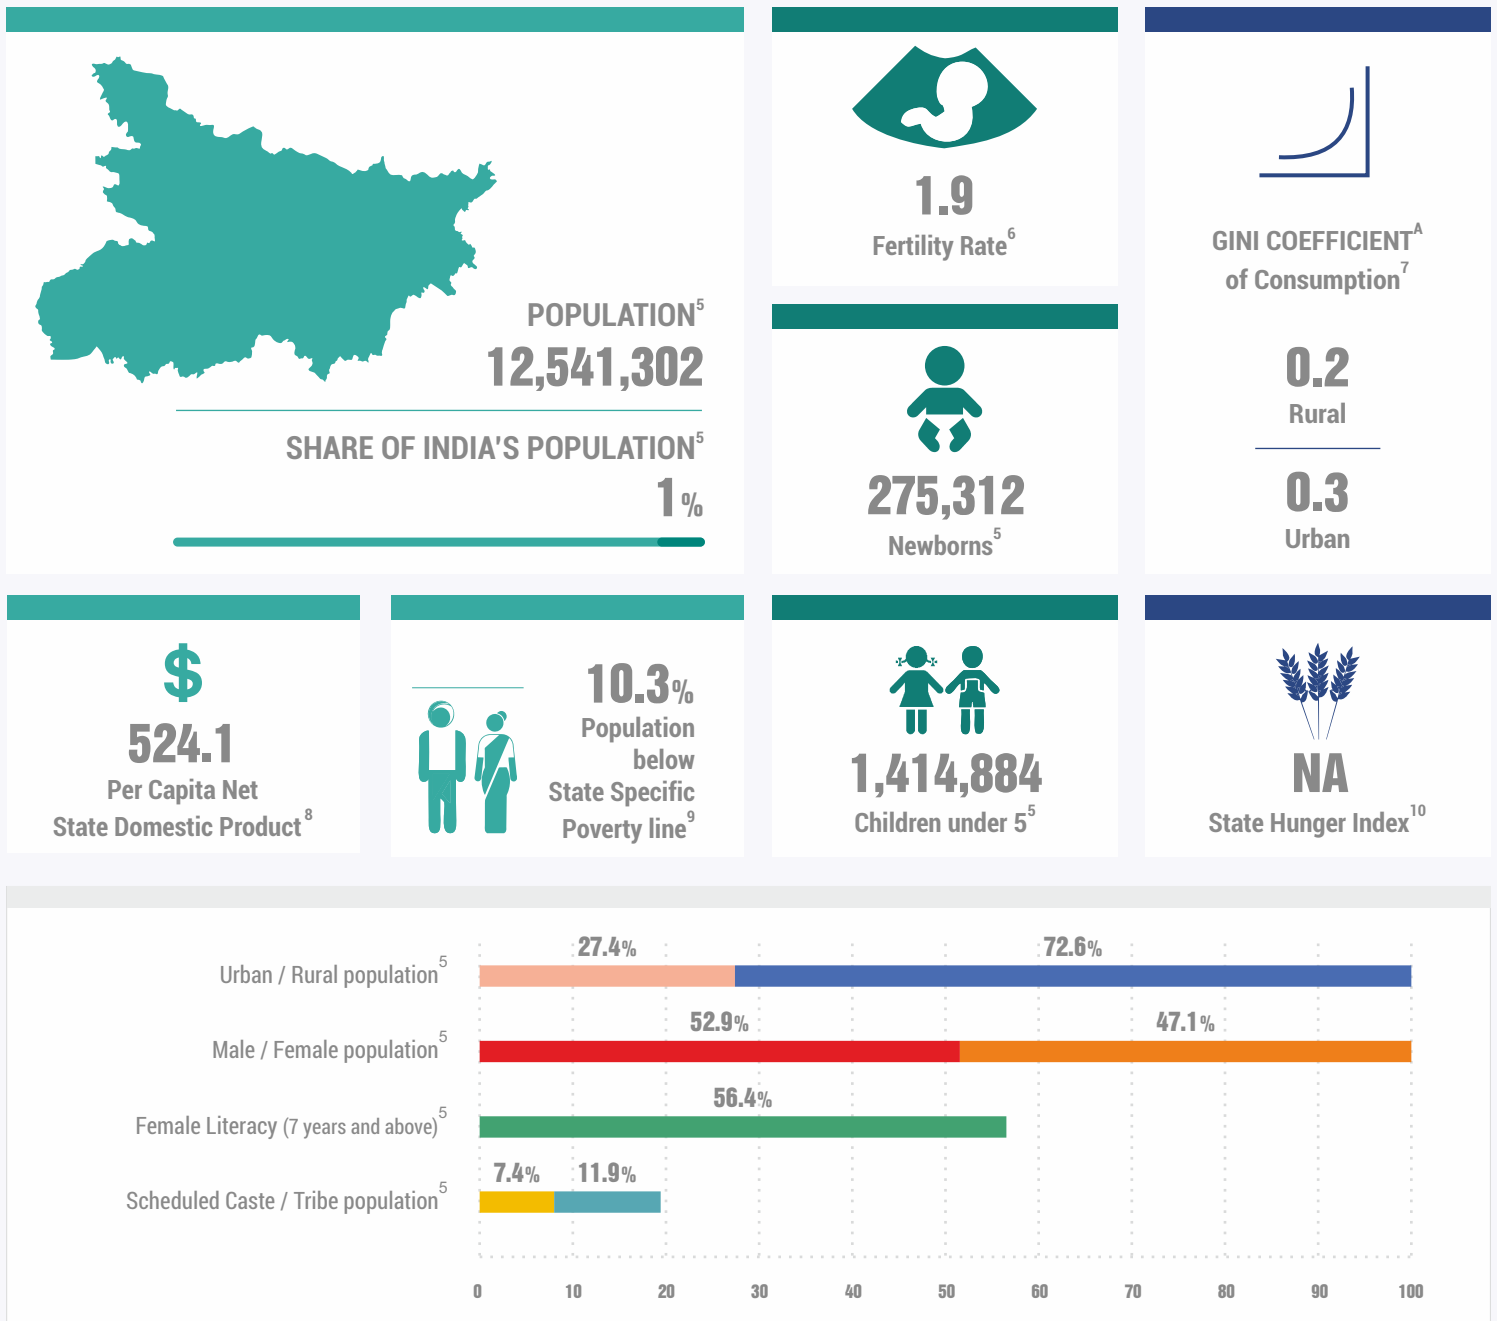 POPULATION5
12,541,302
SHARE OF INDIA'S POPULATION5
1%
1.9
Fertility Rate6
275,312
Newborns5
GINI COEFFICIENTA
of Consumption7
0.2
Rural
0.3
Urban
$
524.1
Per Capita Net
State Domestic Product8
10.3%
Population
below
State Specific
Poverty line9
1,414,884
Children under 55
NA
State Hunger Index10
27.4% 72.6%
Urban / Rural population5
52.9% 47.1%
Male / Female population5
56.4%
Female Literacy (7 years and above)5
7.4% 11.9%
Scheduled Caste / Tribe population5
0 10 20 30 40 50 60 70 80 90 100